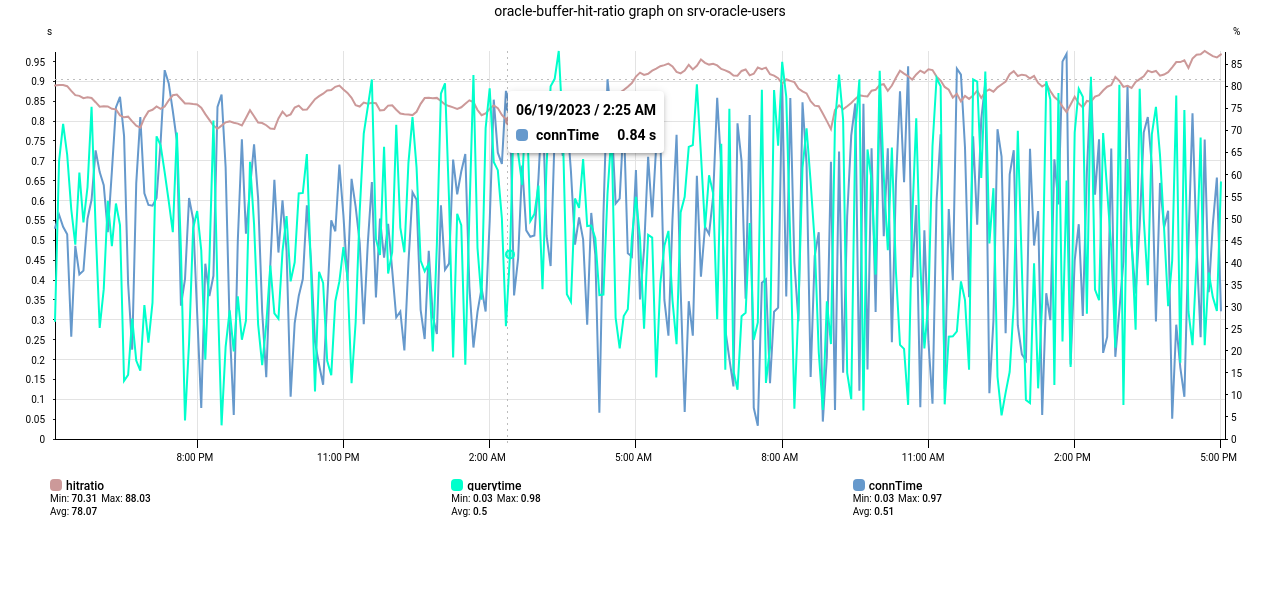 oracle-buffer-hit-ratio graph on srv-oracle-users
s
%
0.95
0.9
0.85
0.8
0.75
0.7
0.65
0.6
0.55
0.5
0.45
0.4
0.35
0.3
0.25
0.2
0.15
0.1
0.05
0
85
80
75
70
65
60
55
50
45
40
35
30
25
20
15
10
5
0
06/19/2023 / 2:25 AM
connTime 0.84 s
8:00 PM 11:00 PM 2:00 AM 5:00 AM 8:00 AM 11:00 AM 2:00 PM 5:00 PM
hitratio
Min: 70.31 Max: 88.03
Avg: 78.07
querytime
Min: 0.03 Max: 0.98
Avg: 0.5
connTime
Min: 0.03 Max: 0.97
Avg: 0.51